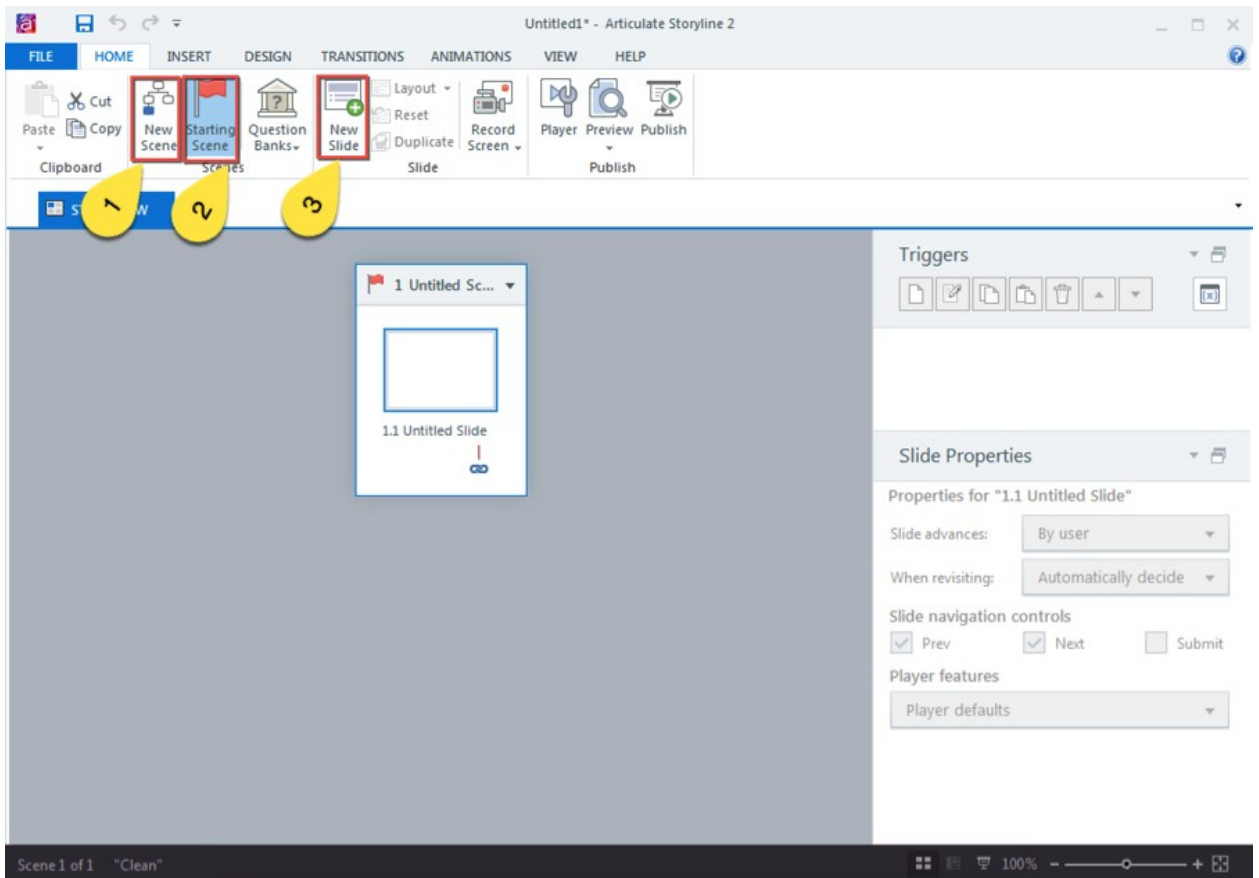 Untitled1* - Articulate Storyline 2
FILE HOME INSERT DESIGN TRANSITIONS ANIMATIONS VIEW HELP
Paste
Cut
Copy
Clipboard
New Scene
Starting Scene
Question Banks
Scenes
New Slide
Layout
Reset
Duplicate
Record Screen
Slide
Player
Preview
Publish
Publish
1
2
3
1 Untitled Sc...
1.1 Untitled Slide
Triggers
Slide Properties
Properties for "1.1 Untitled Slide"
Slide advances: By user
When revisiting: Automatically decide
Slide navigation controls
Prev Next Submit
Player features
Player defaults
Scene 1 of 1 "Clean" 100%